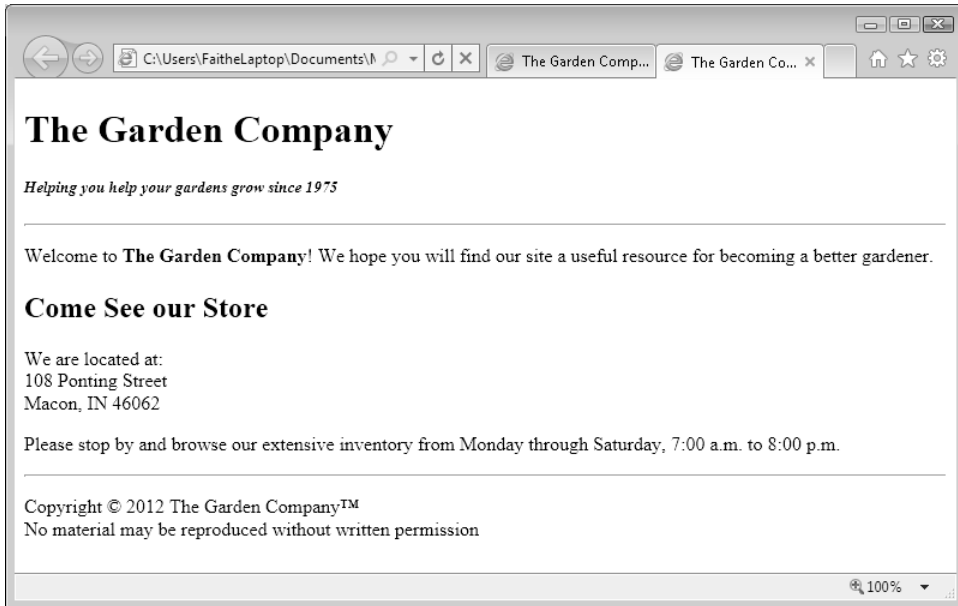 C:\Users\FaitheLaptop\Documents\M
The Garden Comp...
The Garden Co...
The Garden Company
Helping you help your gardens grow since 1975
Welcome to The Garden Company! We hope you will find our site a useful resource for becoming a better gardener.
Come See our Store
We are located at:
108 Ponting Street
Macon, IN 46062
Please stop by and browse our extensive inventory from Monday through Saturday, 7:00 a.m. to 8:00 p.m.
Copyright © 2012 The Garden Company™
No material may be reproduced without written permission
100%